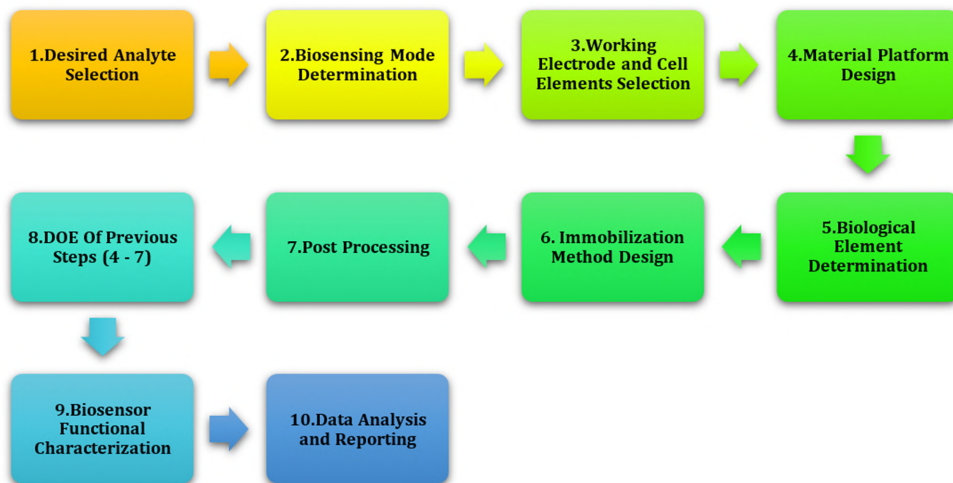 1.Desired Analyte
Selection
2.Biosensing Mode
Determination
3.Working
Electrode and Cell
Elements Selection
4.Material Platform
Design
5.Biological
Element
Determination
6. Immobilization
Method Design
7.Post Processing
8.DOE Of Previous
Steps (4 - 7)
9.Biosensor
Functional
Characterization
10.Data Analysis
and Reporting